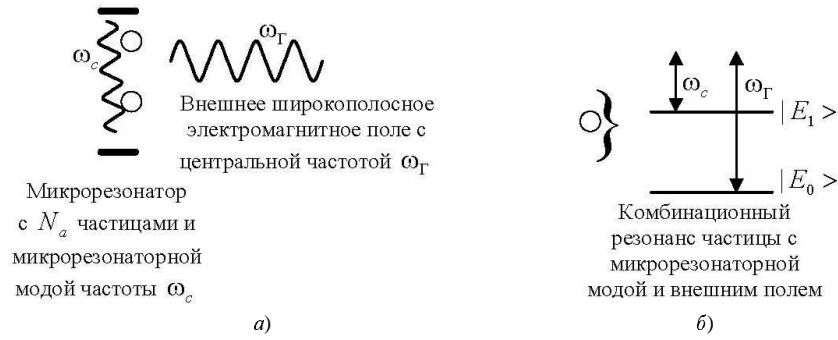 ω_c
ω_Г
Внешнее широкополосное
электромагнитное поле с
центральной частотой ω_Г
Микрорезонатор
с N_a частицами и
микрорезонаторной
модой частоты ω_c
а)
ω_c
ω_Г
| E_1 >
| E_0 >
Комбинационный
резонанс частицы с
микрорезонаторной
модой и внешним полем
б)